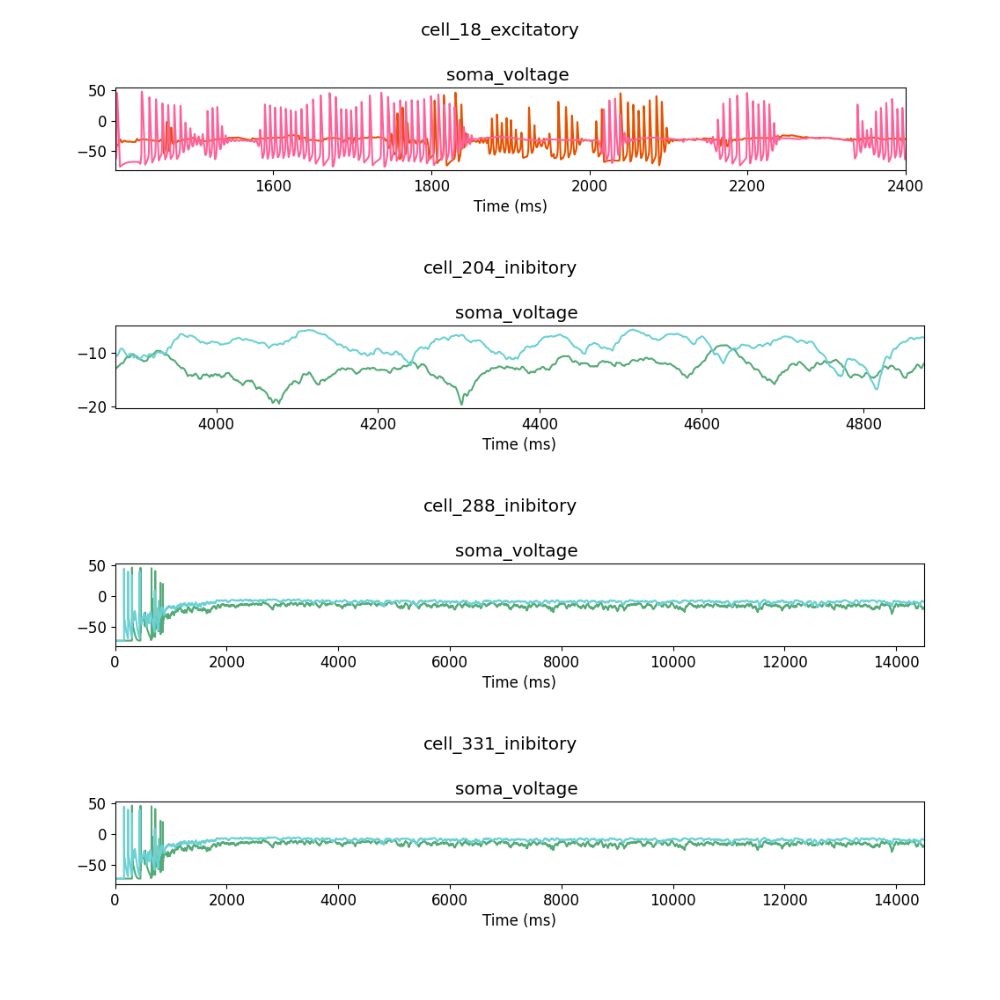 cell_18_excitatory
soma_voltage
50
0
−50
1600 1800 2000 2200 2400
Time (ms)
cell_204_inibitory
soma_voltage
−10
−20
4000 4200 4400 4600 4800
Time (ms)
cell_288_inibitory
soma_voltage
50
0
−50
0 2000 4000 6000 8000 10000 12000 14000
Time (ms)
cell_331_inibitory
soma_voltage
50
0
−50
0 2000 4000 6000 8000 10000 12000 14000
Time (ms)